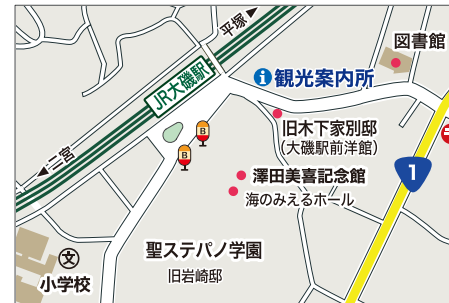 平塚
図書館
JR大磯駅
i 観光案内所
旧木下家別邸
(大磯駅前洋館)
B
B
二宮
澤田美喜記念館
1
海のみえるホール
聖ステパノ学園
旧岩崎邸
文
小学校